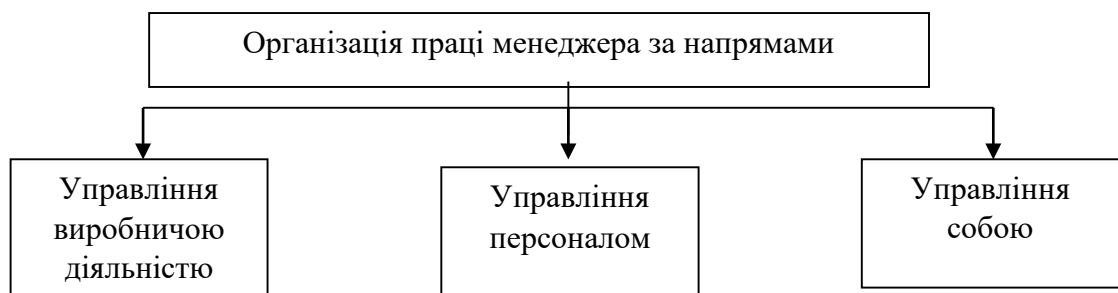 Організація праці менеджера за напрямами
Управління
виробничою
діяльністю
Управління
персоналом
Управління
собою